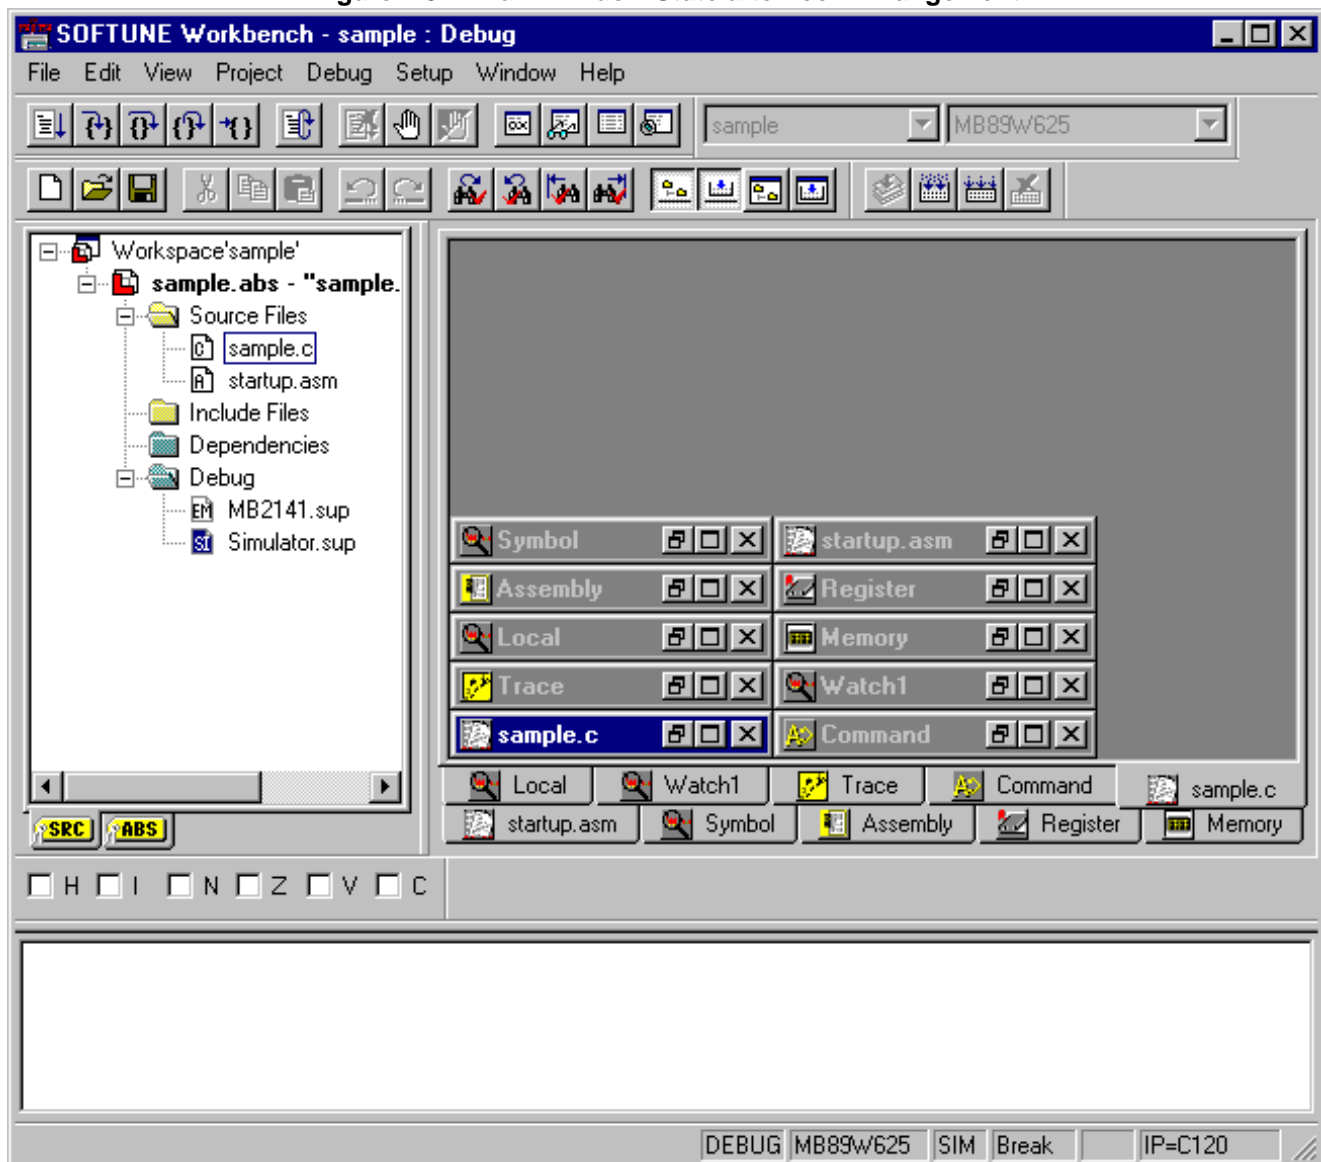 SOFTUNE Workbench - sample : Debug
File Edit View Project Debug Setup Window Help
sample MB89W625
Workspace'sample'
sample.abs - "sample.
Source Files
sample.c
startup.asm
Include Files
Dependencies
Debug
MB2141.sup
Simulator.sup
SRC ABS
Symbol startup.asm
Assembly Register
Local Memory
Trace Watch1
sample.c Command
Local Watch1 Trace Command sample.c
startup.asm Symbol Assembly Register Memory
H I N Z V C
DEBUG MB89W625 SIM Break IP=C120